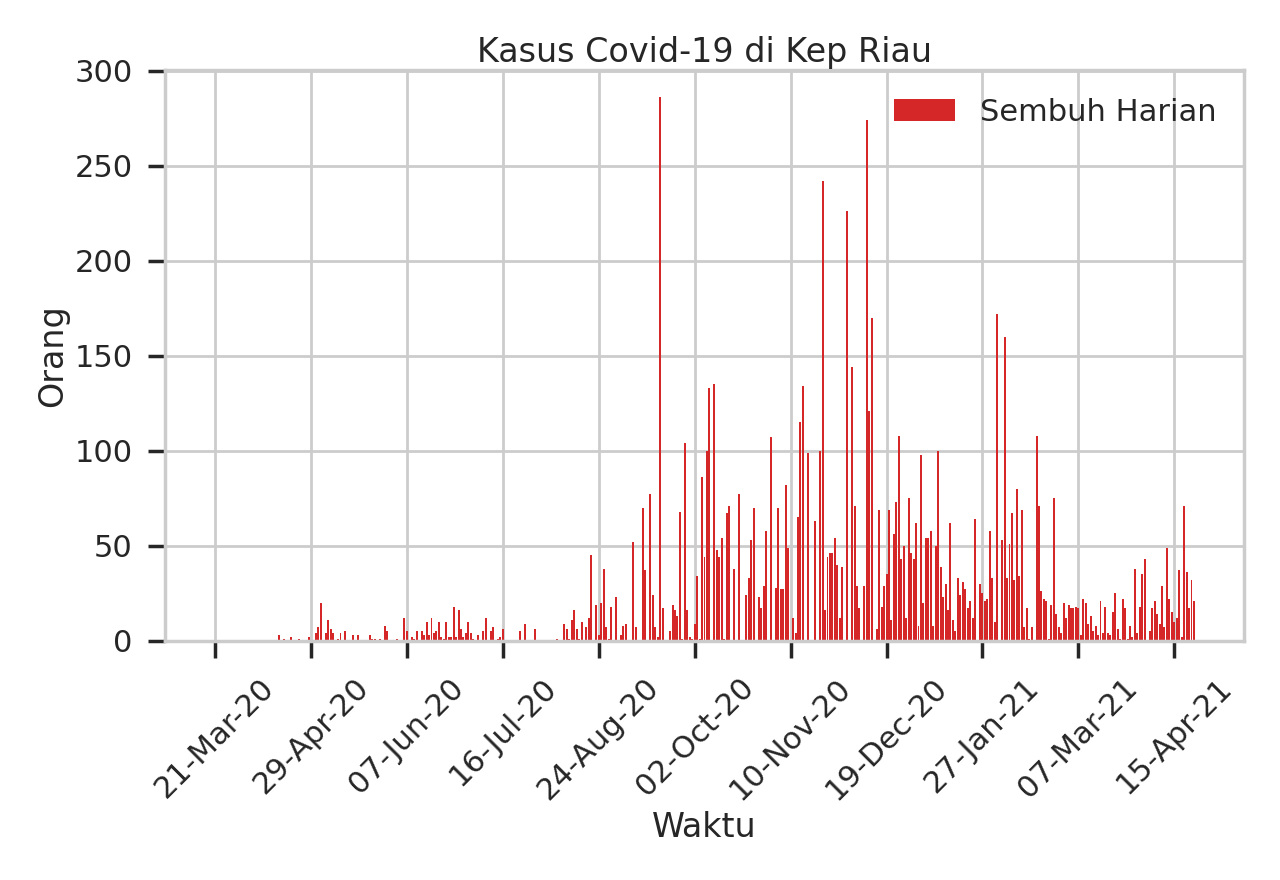 Kasus Covid-19 di Kep Riau
Sembuh Harian
Orang
300
250
200
150
100
50
0
21-Mar-20
29-Apr-20
07-Jun-20
16-Jul-20
24-Aug-20
02-Oct-20
10-Nov-20
19-Dec-20
27-Jan-21
07-Mar-21
15-Apr-21
Waktu